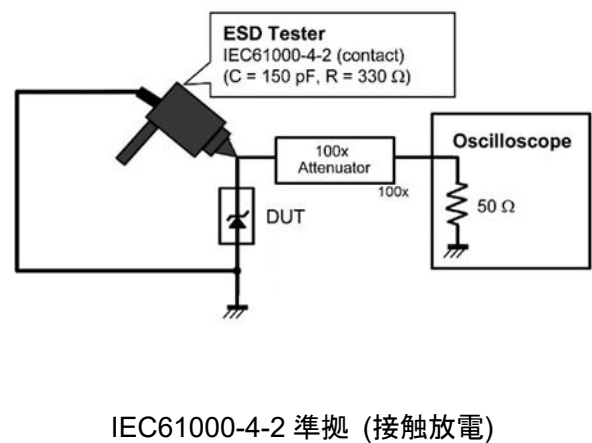 ESD Tester
IEC61000-4-2 (contact)
(C = 150 pF, R = 330 Ω)
100x
Attenuator
100x
Oscilloscope
50 Ω
DUT
IEC61000-4-2 準拠 (接触放電)